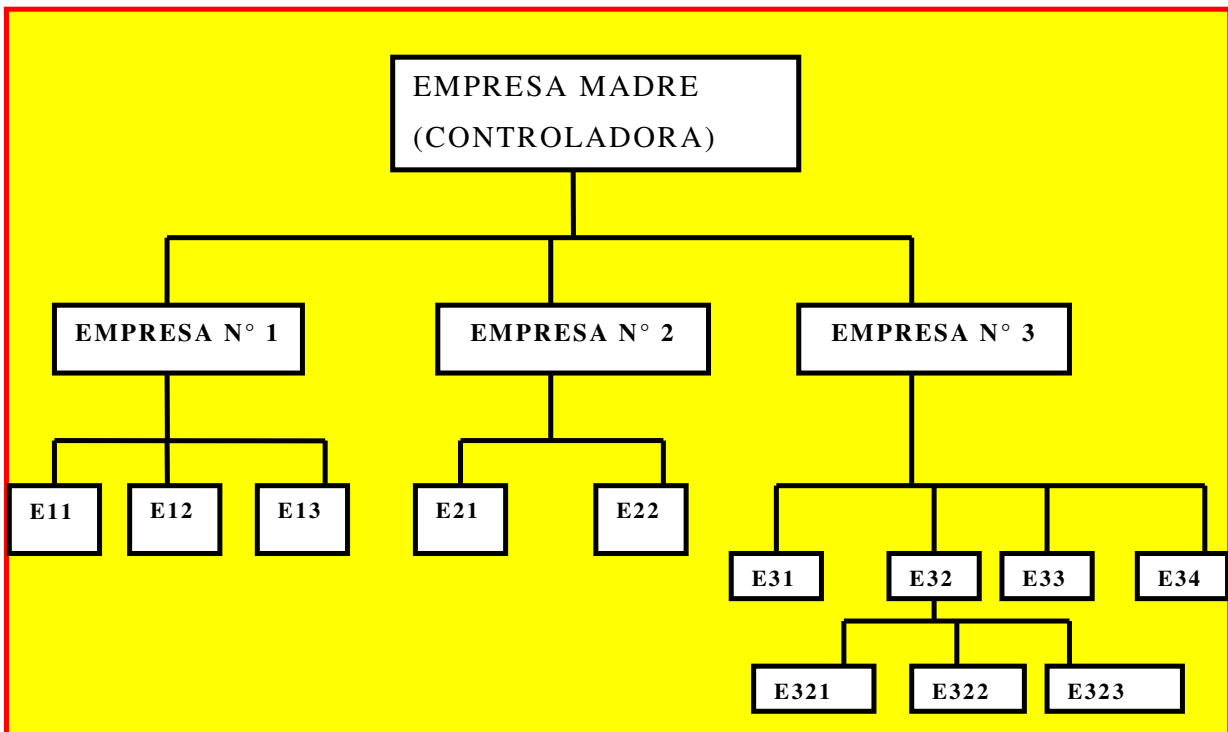 EMPRESA MADRE
(CONTROLADORA)
EMPRESA N° 1
EMPRESA N° 2
EMPRESA N° 3
E11
E12
E13
E21
E22
E31
E32
E33
E34
E321
E322
E323